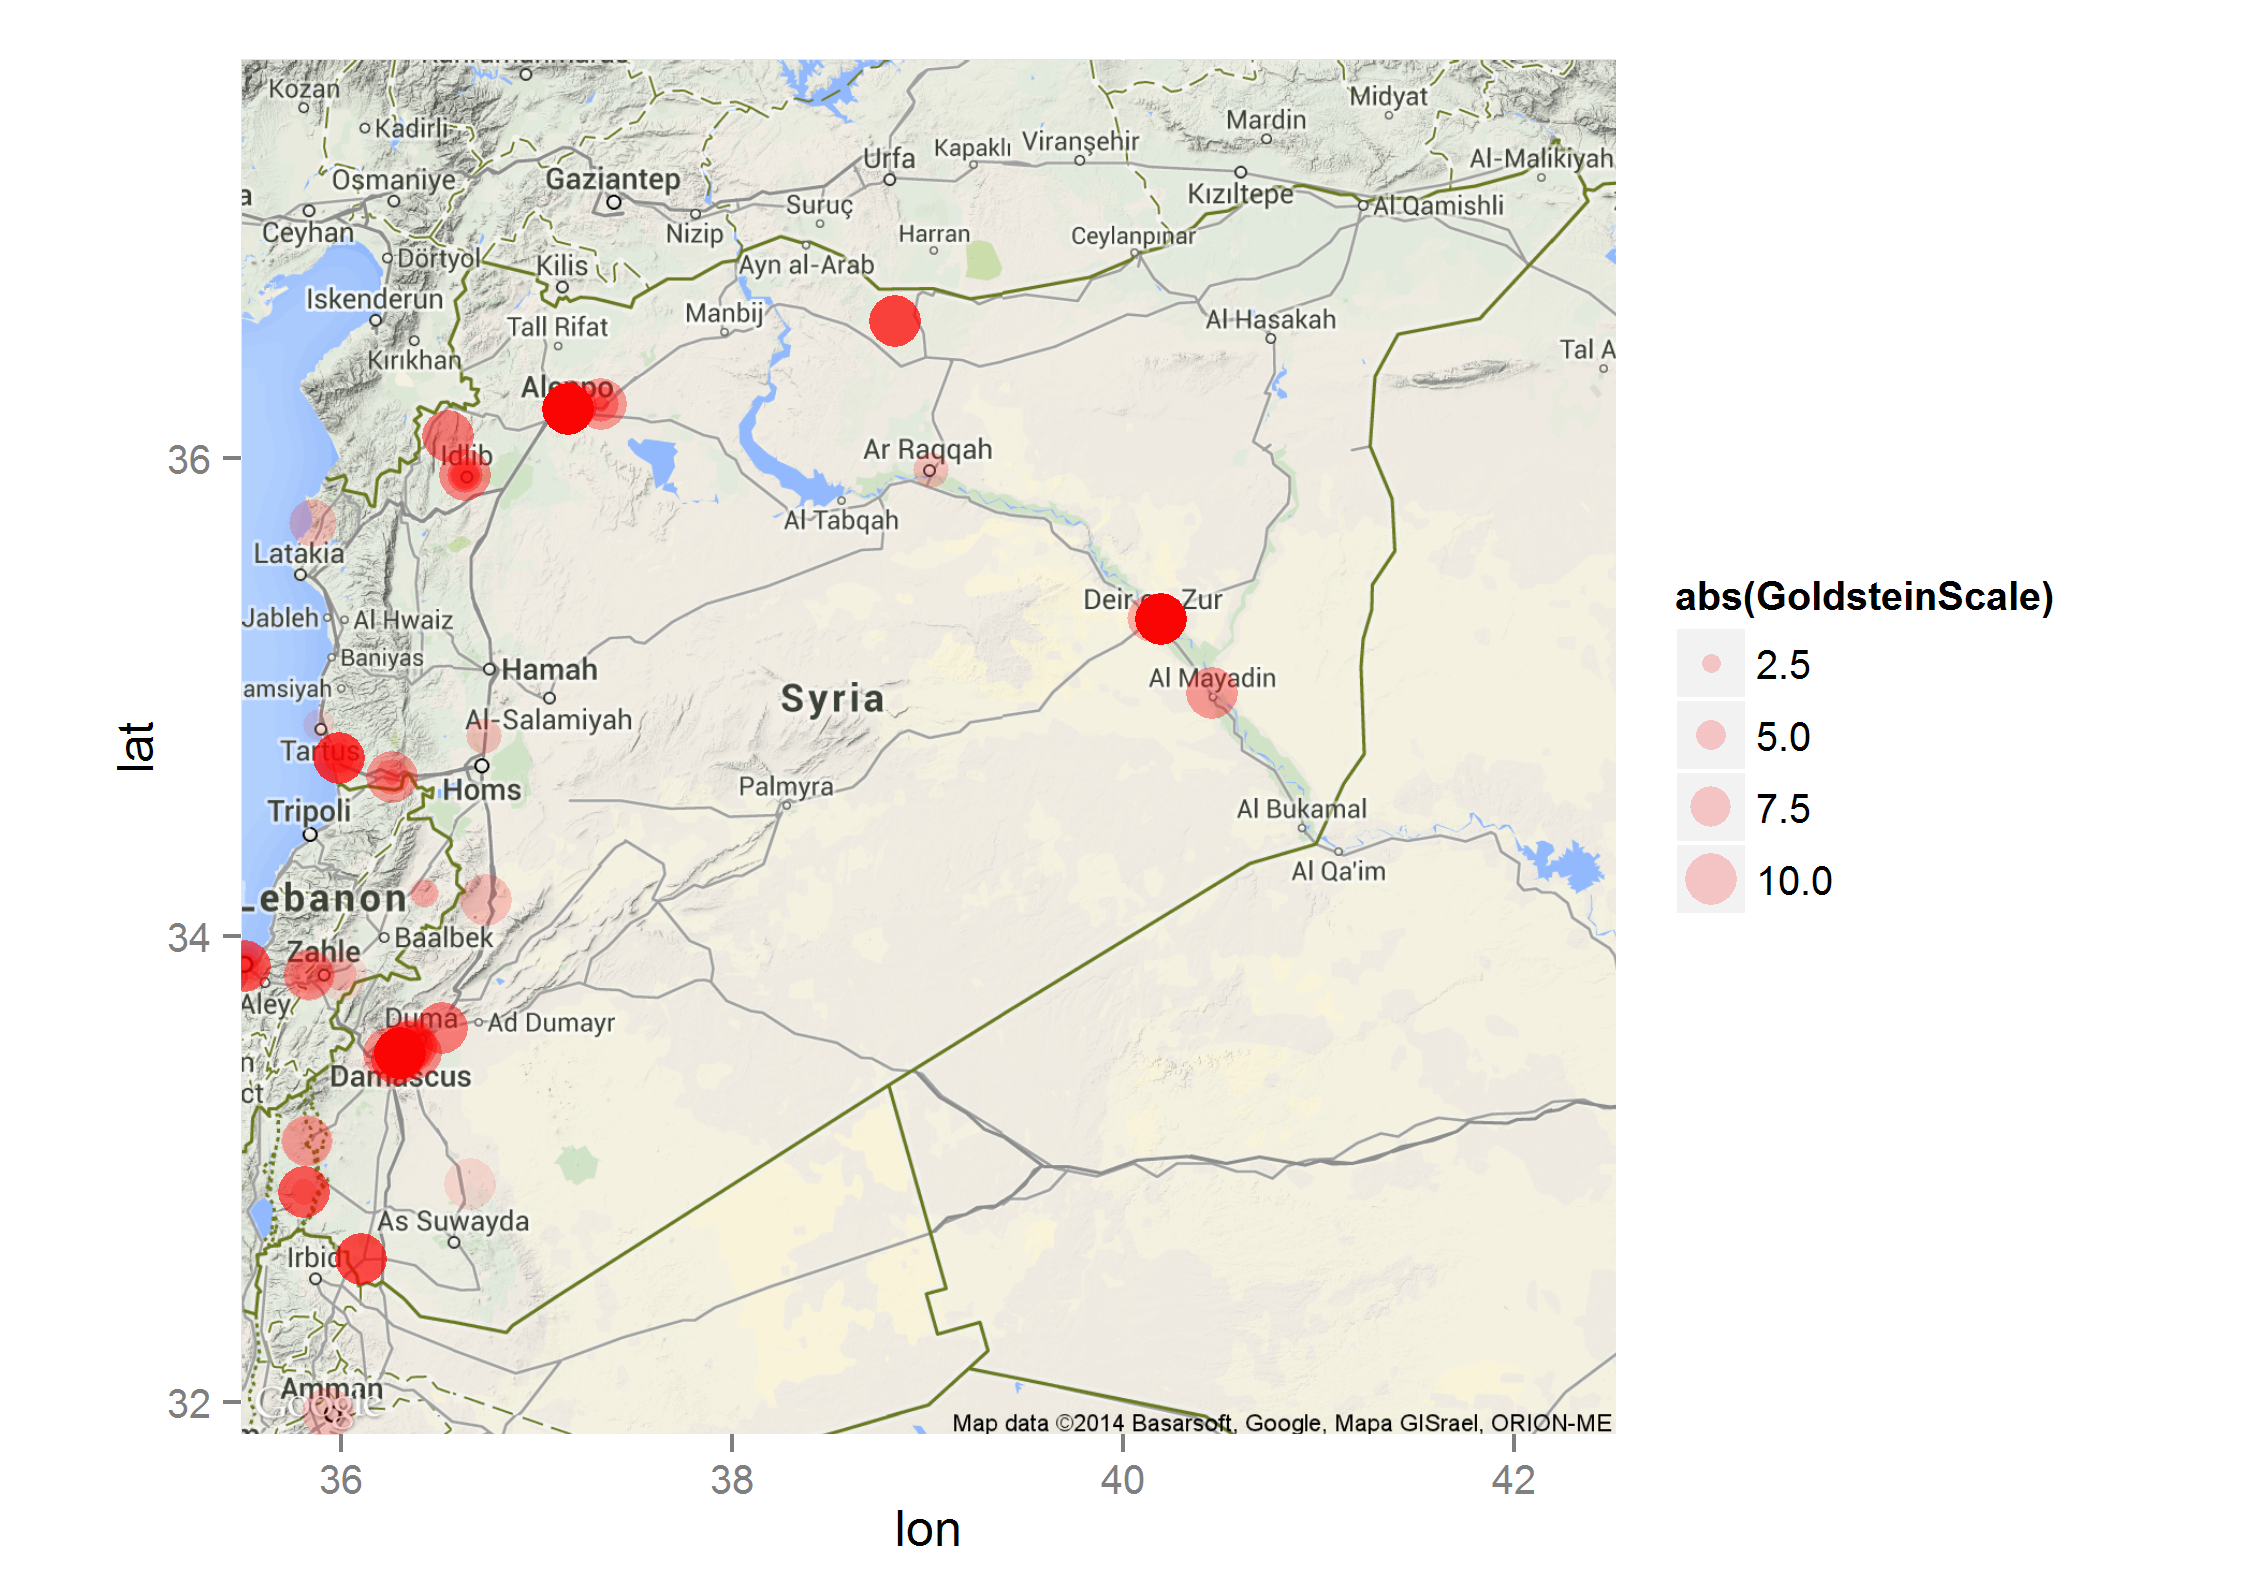 Kozan
Kadirli
Midyat
Mardin
Urfa
Kapaklı
Viranşehir
Al-Malikiyah
Osmaniye
Gaziantep
Kızıltepe
a
Suruç
Al Qamishli
Ceyhan
Nizip
Harran
Ceylanpınar
Dörtyol
Kilis
Ayn al-Arab
Iskenderun
Tall Rifat
Manbij
Al Hasakah
Kırıkhan
Tal A
Aleppo
Idlib
Ar Raqqah
Al Tabqah
Latakia
Jableh
Al Hwaiz
Deir ez-Zur
Baniyas
Hamah
Al Mayadin
amsiyah
Syria
Al-Salamiyah
Tartus
Homs
Palmyra
Tripoli
Al Bukamal
Al Qa'im
Lebanon
Baalbek
Zahle
Aley
Duma
Ad Dumayr
n
Damascus
ct
As Suwayda
Irbid
Amman
Google
Map data ©2014 Basarsoft, Google, Mapa GISrael, ORION-ME
36
34
32
lat
36
38
40
42
lon
abs(GoldsteinScale)
2.5
5.0
7.5
10.0